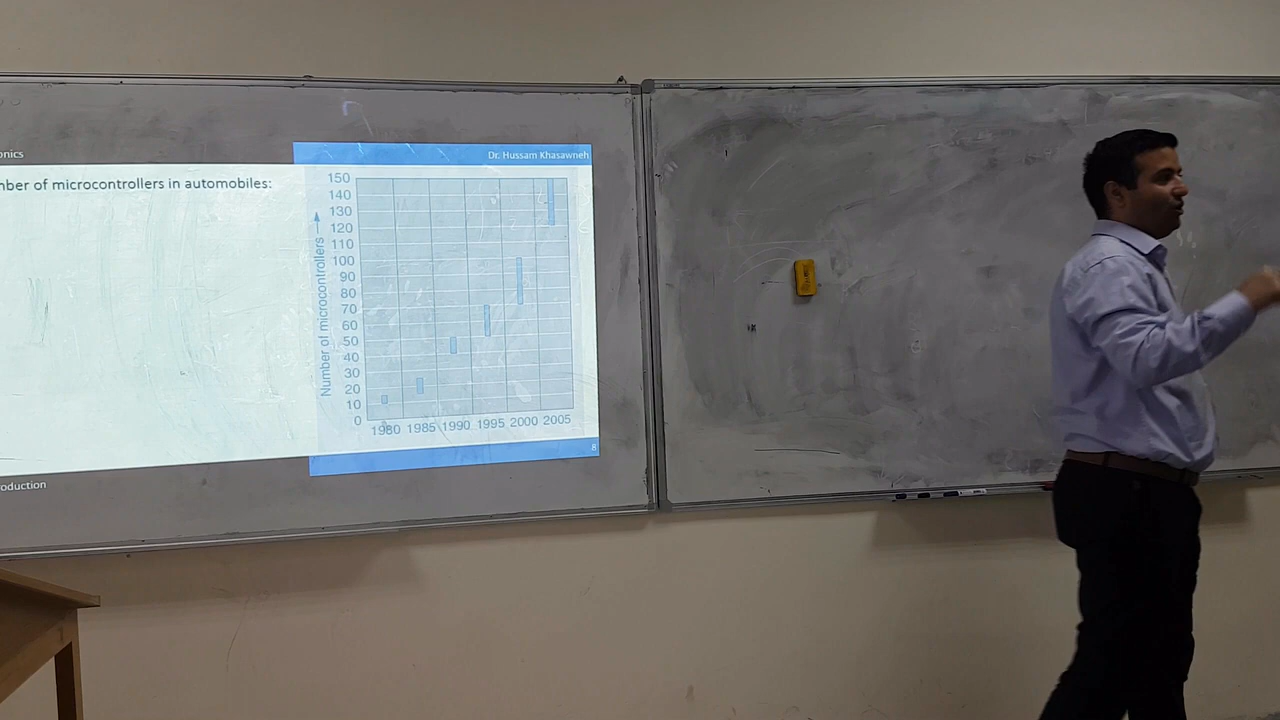 onics
Dr. Hussam Khasawneh
mber of microcontrollers in automobiles:
Number of microcontrollers
150
140
130
120
110
100
90
80
70
60
50
40
30
20
10
0
1980 1985 1990 1995 2000 2005
8
oduction